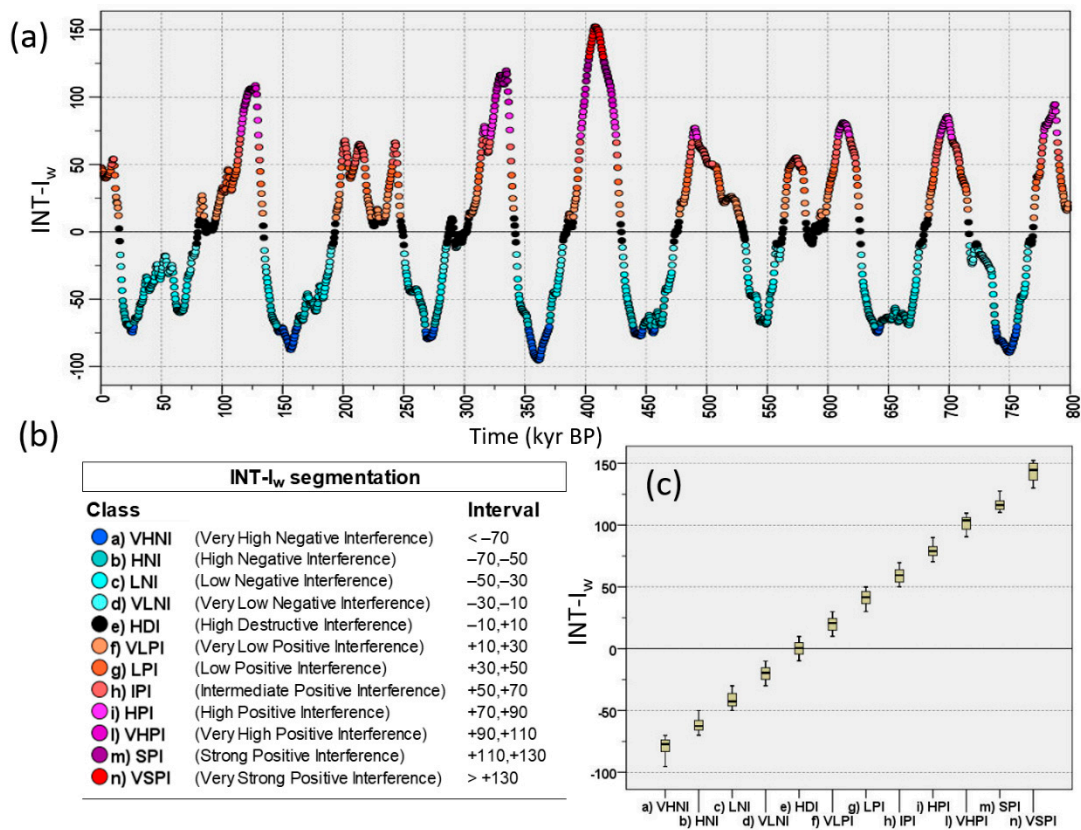 (a)
INT-Iw
150
100
50
0
-50
-100
0
50
100
150
200
250
300
350
400
450
500
550
600
650
700
750
800
Time (kyr BP)
(b)
INT-Iw segmentation
Class Interval
a) VHNI (Very High Negative Interference) < –70
b) HNI (High Negative Interference) –70,–50
c) LNI (Low Negative Interference) –50,–30
d) VLNI (Very Low Negative Interference) –30,–10
e) HDI (High Destructive Interference) –10,+10
f) VLPI (Very Low Positive Interference) +10,+30
g) LPI (Low Positive Interference) +30,+50
h) IPI (Intermediate Positive Interference) +50,+70
i) HPI (High Positive Interference) +70,+90
l) VHPI (Very High Positive Interference) +90,+110
m) SPI (Strong Positive Interference) +110,+130
n) VSPI (Very Strong Positive Interference) > +130
(c)
INT-Iw
150
100
50
0
-50
-100
a) VHNI
b) HNI
c) LNI
d) VLNI
e) HDI
f) VLPI
g) LPI
h) IPI
i) HPI
l) VHPI
m) SPI
n) VSPI